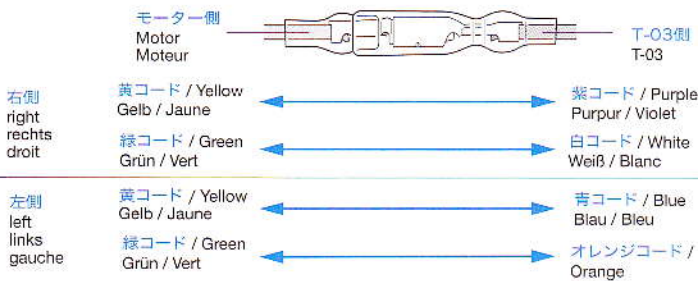 モーター側
Motor
Moteur
T-03側
T-03
右側
right
rechts
droit
黄コード / Yellow
Gelb / Jaune
紫コード / Purple
Purpur / Violet
緑コード / Green
Grün / Vert
白コード / White
Weiß / Blanc
左側
left
links
gauche
黄コード / Yellow
Gelb / Jaune
青コード / Blue
Blau / Bleu
緑コード / Green
Grün / Vert
オレンジコード /
Orange